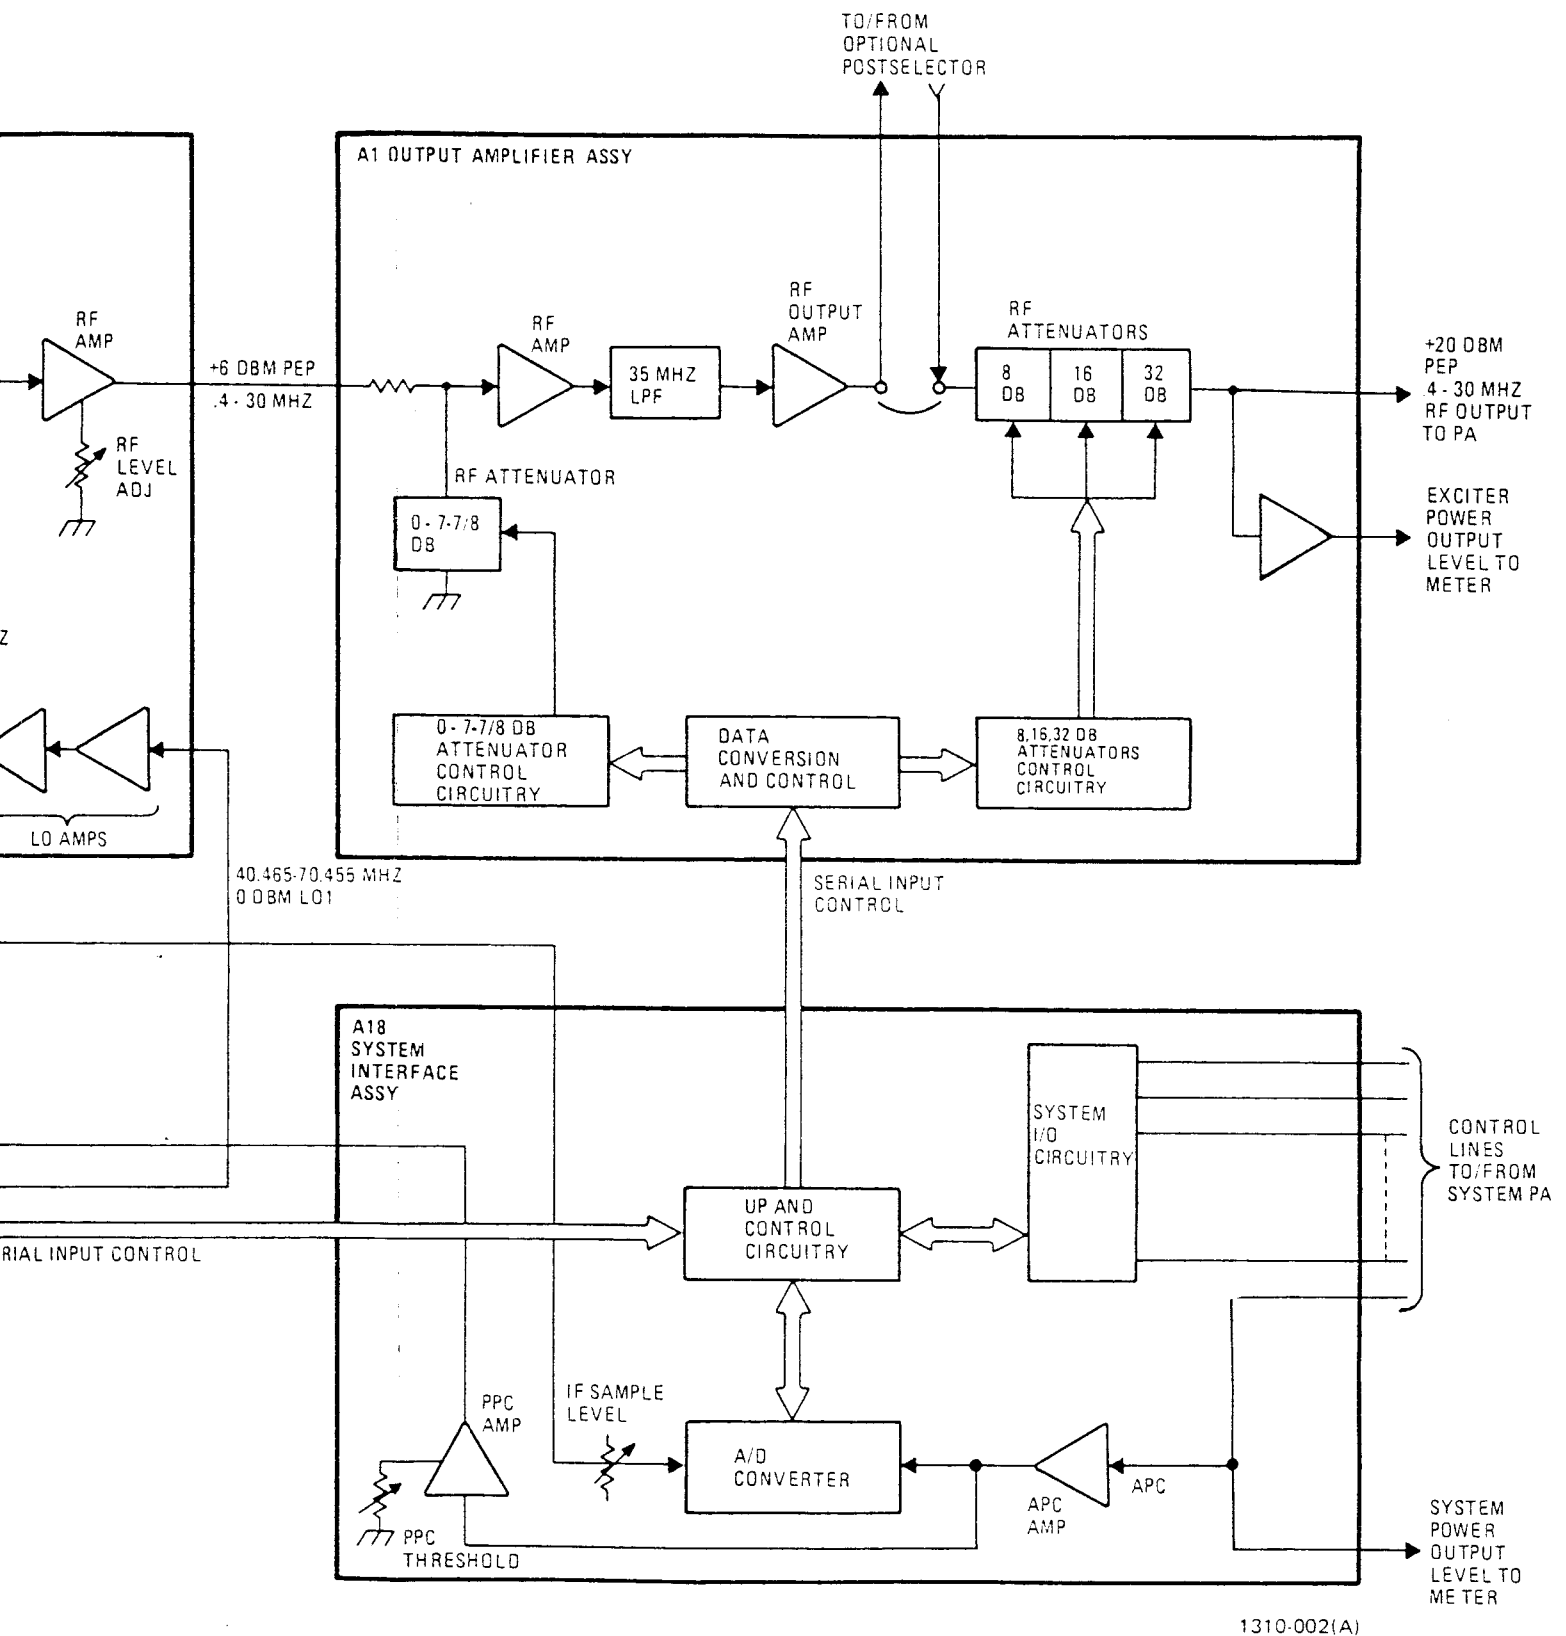 TO/FROM
OPTIONAL
POSTSELECTOR
A1 OUTPUT AMPLIFIER ASSY
RF
AMP
+6 DBM PEP
.4 - 30 MHZ
RF
LEVEL
ADJ
RF
AMP
35 MHZ
LPF
RF
OUTPUT
AMP
RF
ATTENUATORS
8
DB
16
DB
32
DB
+20 DBM
PEP
.4 - 30 MHZ
RF OUTPUT
TO PA
RF ATTENUATOR
0 - 7-7/8
DB
EXCITER
POWER
OUTPUT
LEVEL TO
METER
Z
0 - 7-7/8 DB
ATTENUATOR
CONTROL
CIRCUITRY
DATA
CONVERSION
AND CONTROL
8,16,32 DB
ATTENUATORS
CONTROL
CIRCUITRY
LO AMPS
40.465-70.455 MHZ
0 DBM LO1
SERIAL INPUT
CONTROL
A18
SYSTEM
INTERFACE
ASSY
SYSTEM
I/O
CIRCUITRY
CONTROL
LINES
TO/FROM
SYSTEM PA
UP AND
CONTROL
CIRCUITRY
RIAL INPUT CONTROL
PPC
AMP
IF SAMPLE
LEVEL
A/D
CONVERTER
APC
AMP
APC
PPC
THRESHOLD
SYSTEM
POWER
OUTPUT
LEVEL TO
METER
1310-002(A)